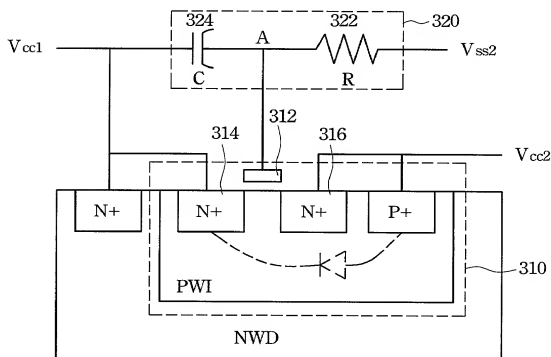 324 322 320
Vcc1 A Vss2
C R
312
314 316
Vcc2
N+ N+ N+ P+
310
PWI
NWD